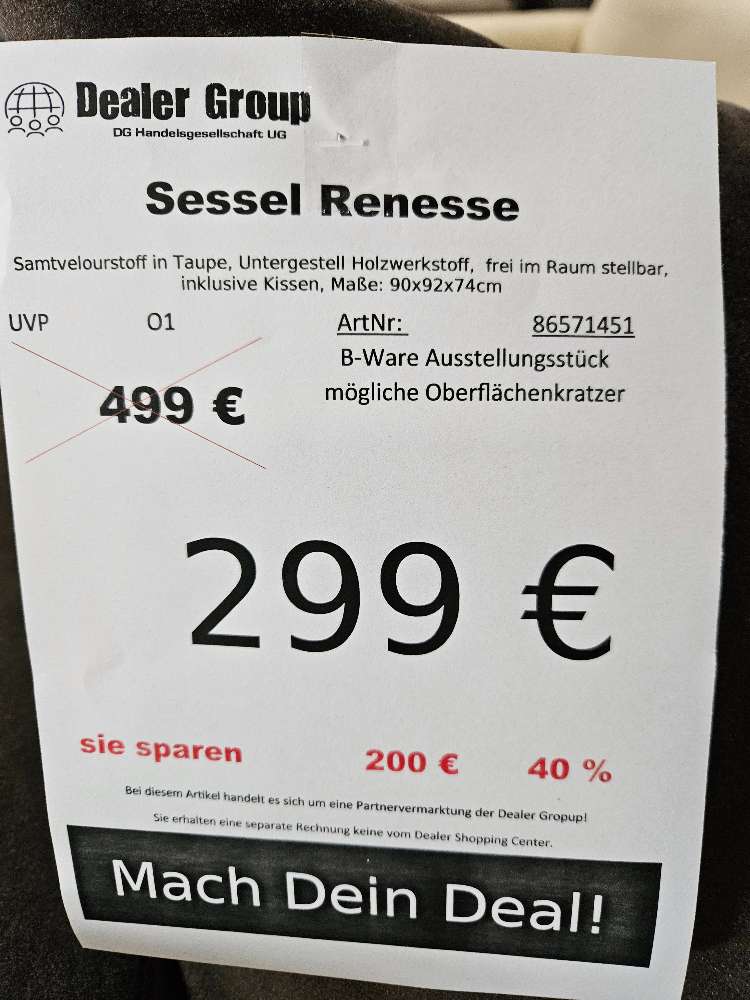 Dealer Group
DG Handelsgesellschaft UG
Sessel Renesse
Samtvelourstoff in Taupe, Untergestell Holzwerkstoff, frei im Raum stellbar,
inklusive Kissen, Maße: 90x92x74cm
UVP O1 ArtNr: 86571451
B-Ware Ausstellungsstück
499 € mögliche Oberflächenkratzer
299 €
sie sparen 200 € 40 %
Bei diesem Artikel handelt es sich um eine Partnervermarktung der Dealer Gropup!
Sie erhalten eine separate Rechnung keine vom Dealer Shopping Center.
Mach Dein Deal!